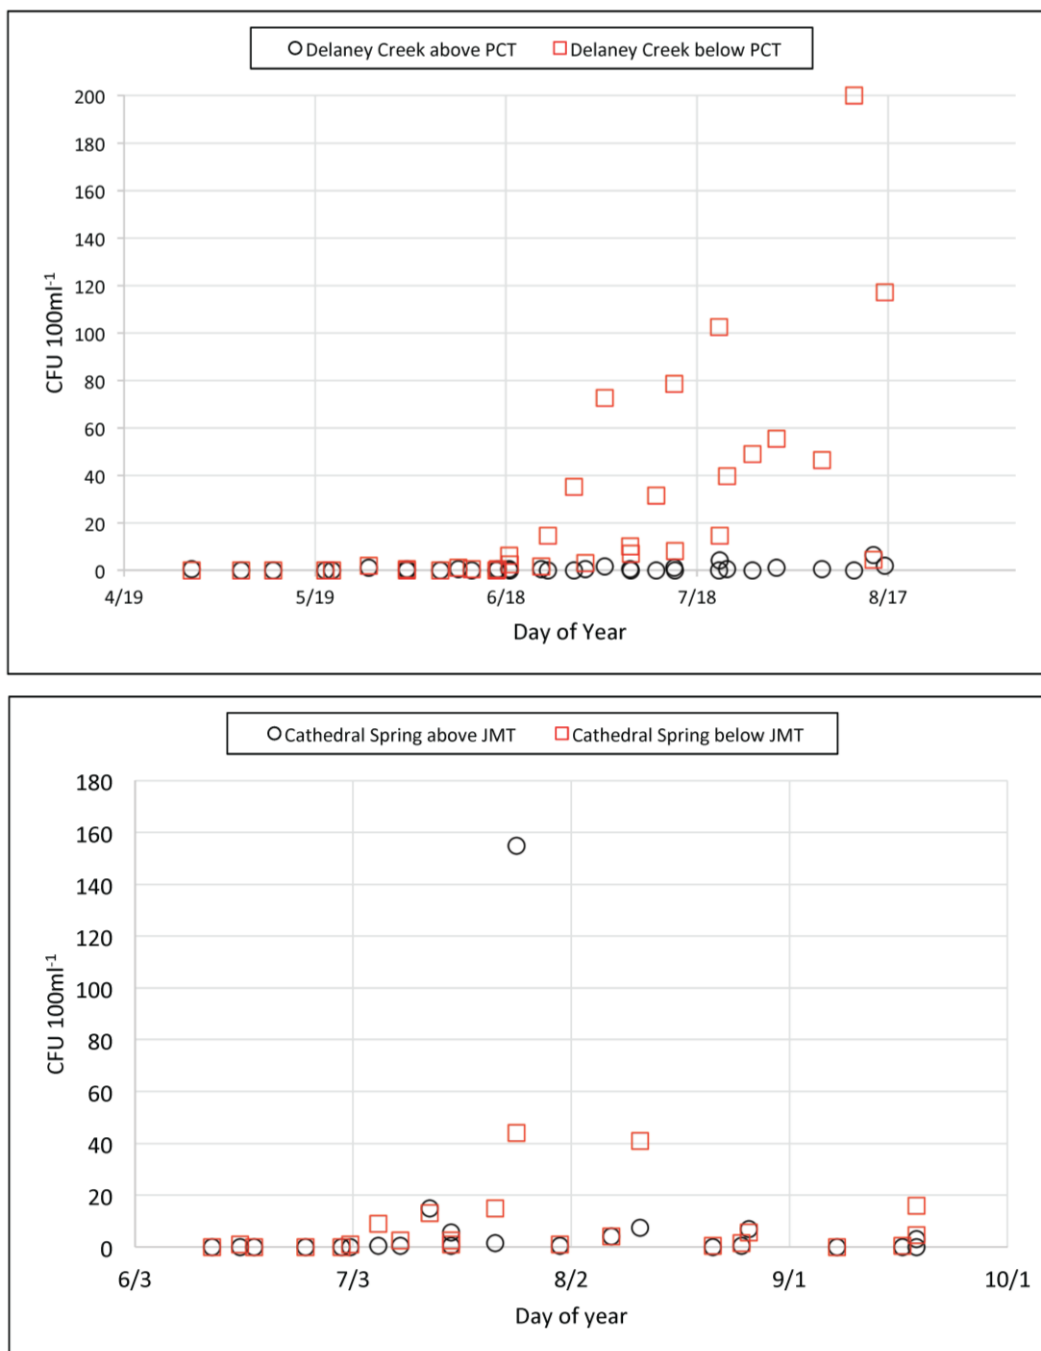 Delaney Creek above PCT Delaney Creek below PCT
200
180
160
140
120
100
80
60
40
20
0
CFU 100ml-1
4/19 5/19 6/18 7/18 8/17
Day of Year
Cathedral Spring above JMT Cathedral Spring below JMT
180
160
140
120
100
80
60
40
20
0
CFU 100ml-1
6/3 7/3 8/2 9/1 10/1
Day of year